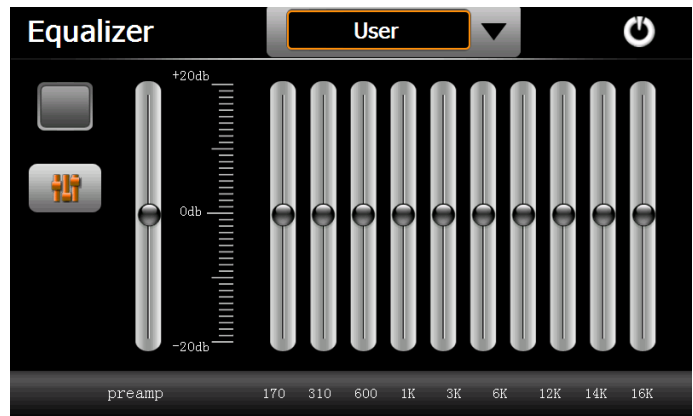 Equalizer
User
+20db
0db
-20db
preamp 170 310 600 1K 3K 6K 12K 14K 16K